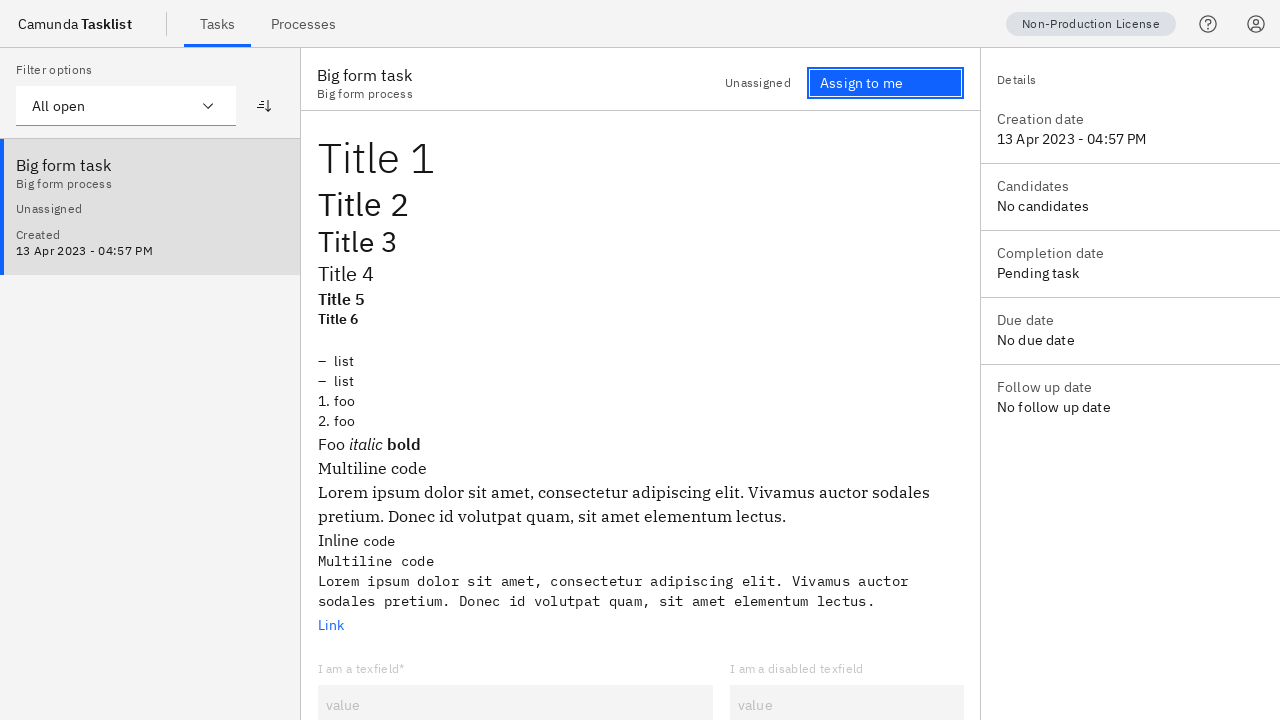 Camunda Tasklist
Tasks
Processes
Non-Production License
Filter options
All open
Big form task
Big form process
Unassigned
Created
13 Apr 2023 - 04:57 PM
Big form task
Big form process
Unassigned
Assign to me
Title 1
Title 2
Title 3
Title 4
Title 5
Title 6
– list
– list
1. foo
2. foo
Foo italic bold
Multiline code
Lorem ipsum dolor sit amet, consectetur adipiscing elit. Vivamus auctor sodales
pretium. Donec id volutpat quam, sit amet elementum lectus.
Inline code
Multiline code
Lorem ipsum dolor sit amet, consectetur adipiscing elit. Vivamus auctor
sodales pretium. Donec id volutpat quam, sit amet elementum lectus.
Link
I am a texfield*
value
I am a disabled texfield
value
Details
Creation date
13 Apr 2023 - 04:57 PM
Candidates
No candidates
Completion date
Pending task
Due date
No due date
Follow up date
No follow up date